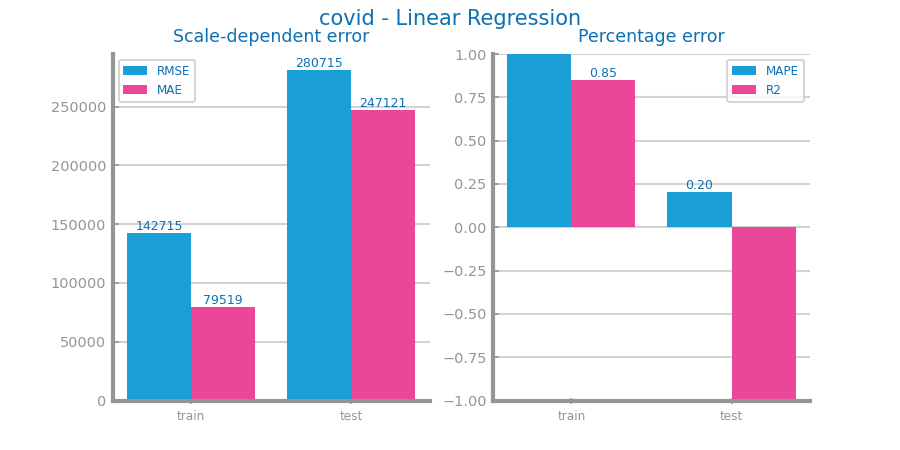 covid - Linear Regression
Scale-dependent error
RMSE
MAE
250000
200000
150000
100000
50000
0
142715
79519
280715
247121
train
test
Percentage error
MAPE
R2
1.00
0.75
0.50
0.25
0.00
−0.25
−0.50
−0.75
−1.00
0.85
0.20
train
test